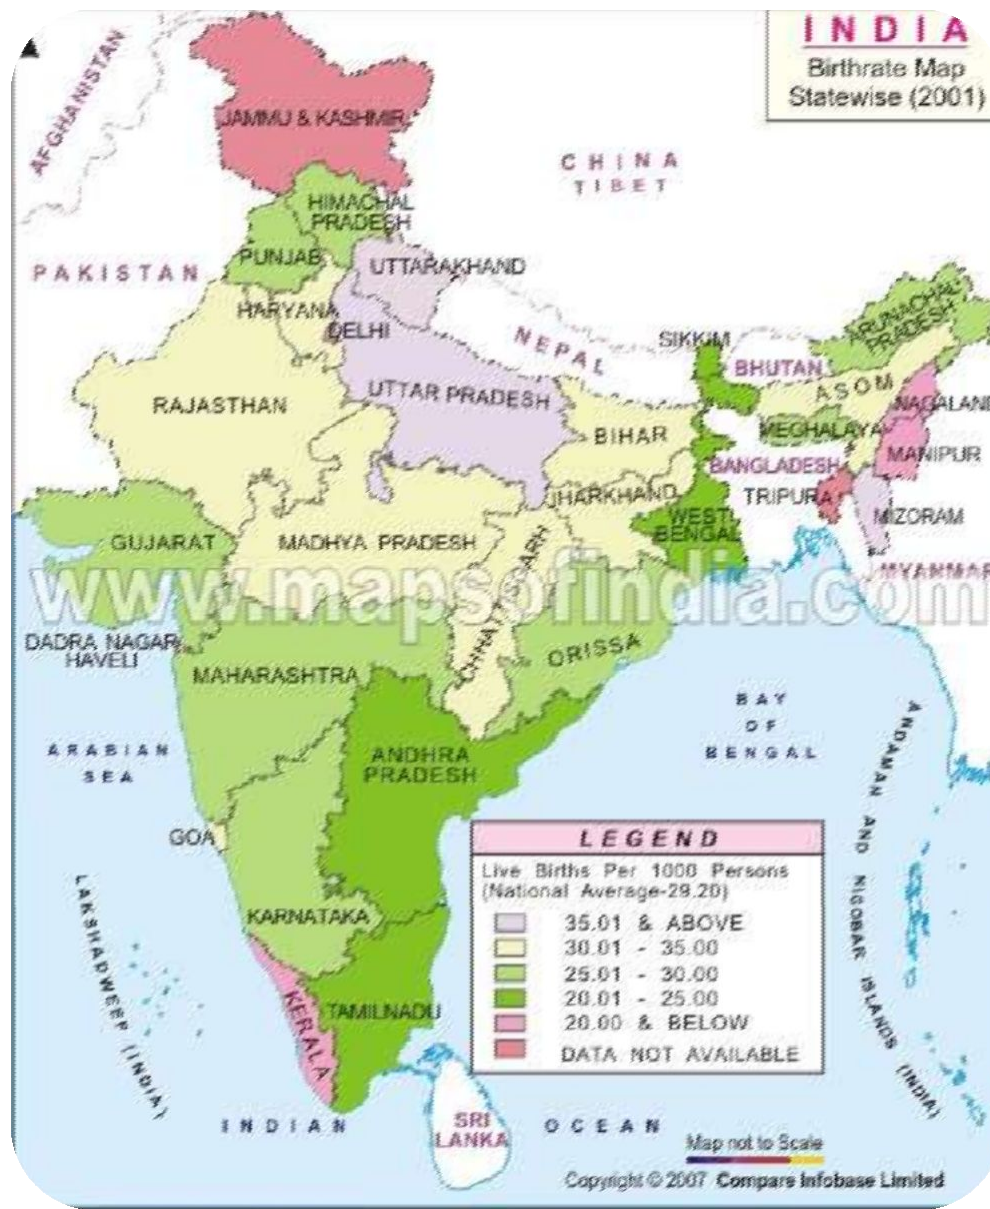 INDIA
Birthrate Map
Statewise (2001)
AFGHANISTAN
JAMMU & KASHMIR
CHINA
TIBET
HIMACHAL
PRADESH
PUNJAB
PAKISTAN
UTTARAKHAND
HARYANA
DELHI
NEPAL
SIKKIM
BHUTAN
ARUNACHAL
PRADESH
ASOM
UTTAR PRADESH
RAJASTHAN
BIHAR
MEGHALAYA
NAGALAND
MANIPUR
BANGLADESH
JHARKHAND
TRIPURA
MIZORAM
WEST
BENGAL
GUJARAT
MADHYA PRADESH
CHHATTISGARH
MYANMAR
www.mapsofindia.com
DADRA NAGAR
HAVELI
MAHARASHTRA
ORISSA
ARABIAN
SEA
ANDHRA
PRADESH
BAY
OF
BENGAL
ANDAMAN AND NICOBAR ISLANDS (INDIA)
GOA
LEGEND
Live Births Per 1000 Persons
(National Average-29.20)
35.01 & ABOVE
30.01 - 35.00
25.01 - 30.00
20.01 - 25.00
20.00 & BELOW
DATA NOT AVAILABLE
LAKSHADWEEP (INDIA)
KARNATAKA
KERALA
TAMILNADU
INDIAN OCEAN
SRI
LANKA
Map not to Scale
Copyright © 2007 Compare Infobase Limited